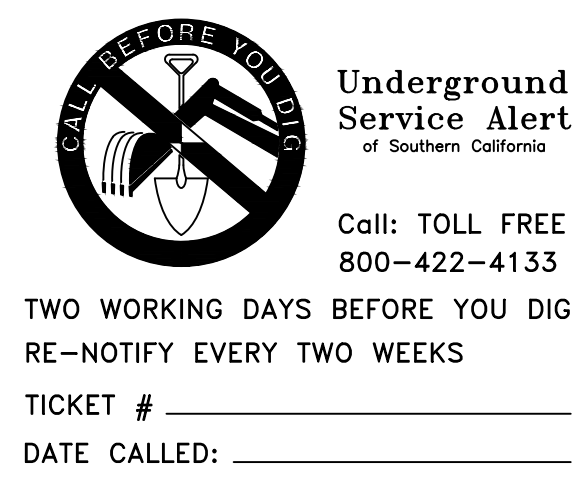 CALL BEFORE YOU DIG
Underground
Service Alert
of Southern California
Call: TOLL FREE
800-422-4133
TWO WORKING DAYS BEFORE YOU DIG
RE-NOTIFY EVERY TWO WEEKS
TICKET #
DATE CALLED: